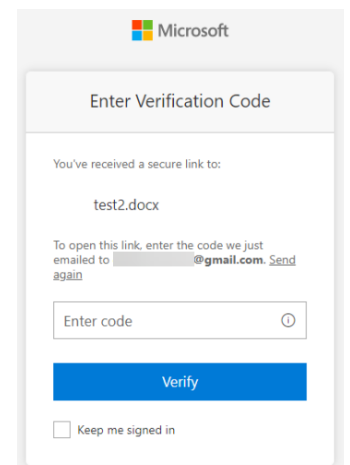 Microsoft
Enter Verification Code
You've received a secure link to:
test2.docx
To open this link, enter the code we just
emailed to @gmail.com. Send
again
Enter code
Verify
Keep me signed in